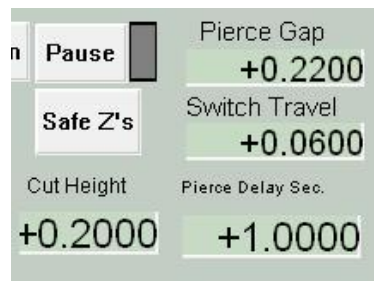 n Pause
Pierce Gap
+0.2200
Safe Z's
Switch Travel
+0.0600
Cut Height
Pierce Delay Sec.
+0.2000
+1.0000